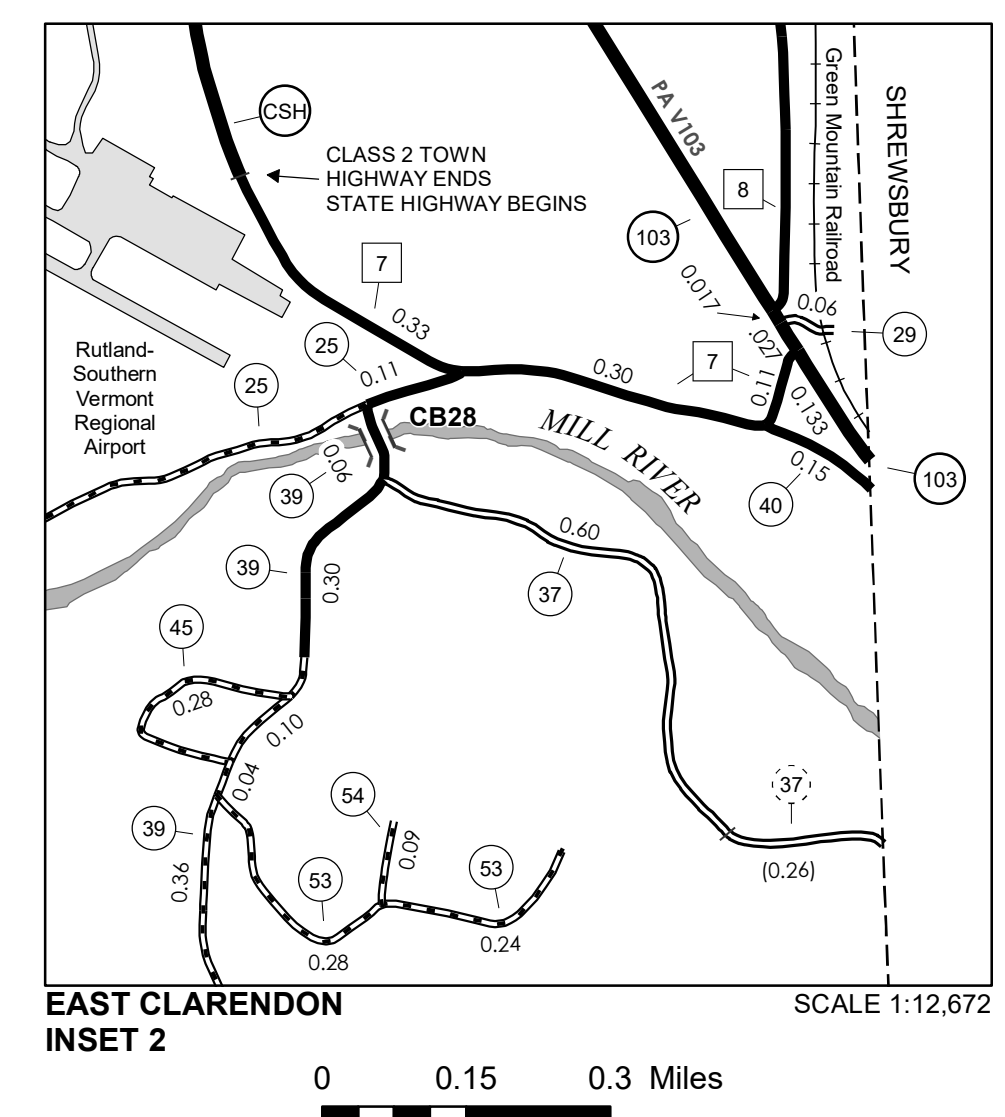 CSH
CLASS 2 TOWN
HIGHWAY ENDS
STATE HIGHWAY BEGINS
PA V103
8
Green Mountain Railroad
SHREWSBURY
103
7
0.017
0.06
29
0.33
.027
25
0.11
0.30
7
0.11
0.133
Rutland-
Southern
Vermont
Regional
Airport
25
CB28
MILL RIVER
0.06
39
0.15
40
103
0.60
37
39
0.30
45
0.28
0.10
0.04
54
37
39
0.09
(0.26)
0.36
53
53
0.28
0.24
EAST CLARENDON
INSET 2
SCALE 1:12,672
0 0.15 0.3 Miles